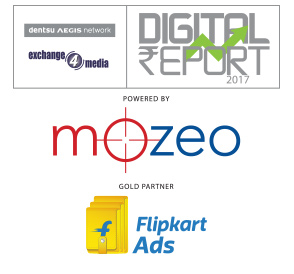 dentsu AEGIS network
exchange4media
DIGITAL
₹EPORT
2017
POWERED BY
mozeo
GOLD PARTNER
Flipkart
Ads